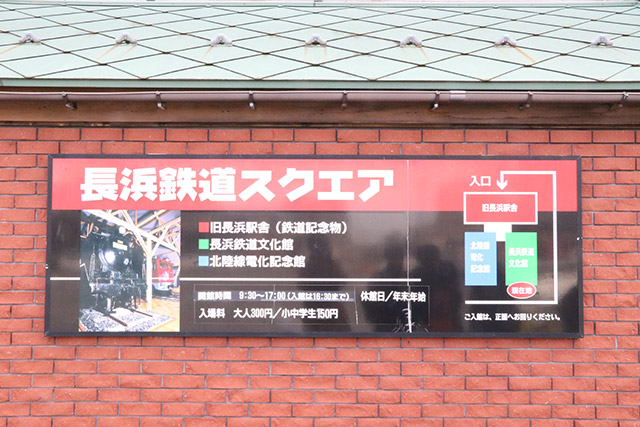 長浜鉄道スクエア
旧長浜駅舎（鉄道記念物）
長浜鉄道文化館
北陸線電化記念館
開館時間 9:30〜17:00（入館は16:30まで） 休館日／年末年始
入場料 大人300円／小中学生150円
入口
旧長浜駅舎
北陸線
電化
記念館
長浜鉄道
文化館
現在地
ご入館は、正面へお回りください。